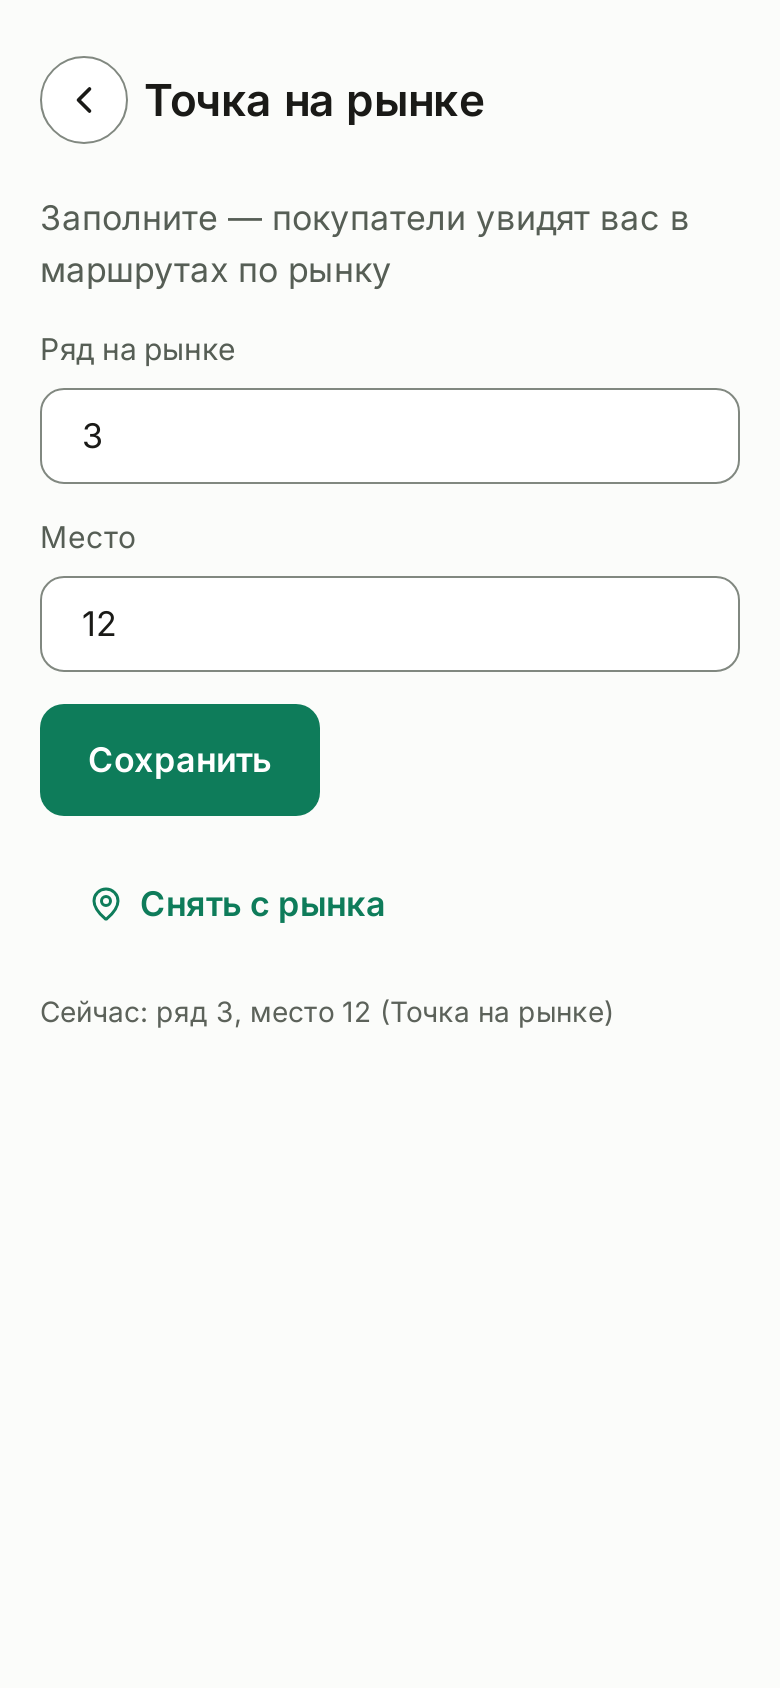 Точка на рынке
Заполните — покупатели увидят вас в
маршрутах по рынку
Ряд на рынке
3
Место
12
Сохранить
Снять с рынка
Сейчас: ряд 3, место 12 (Точка на рынке)